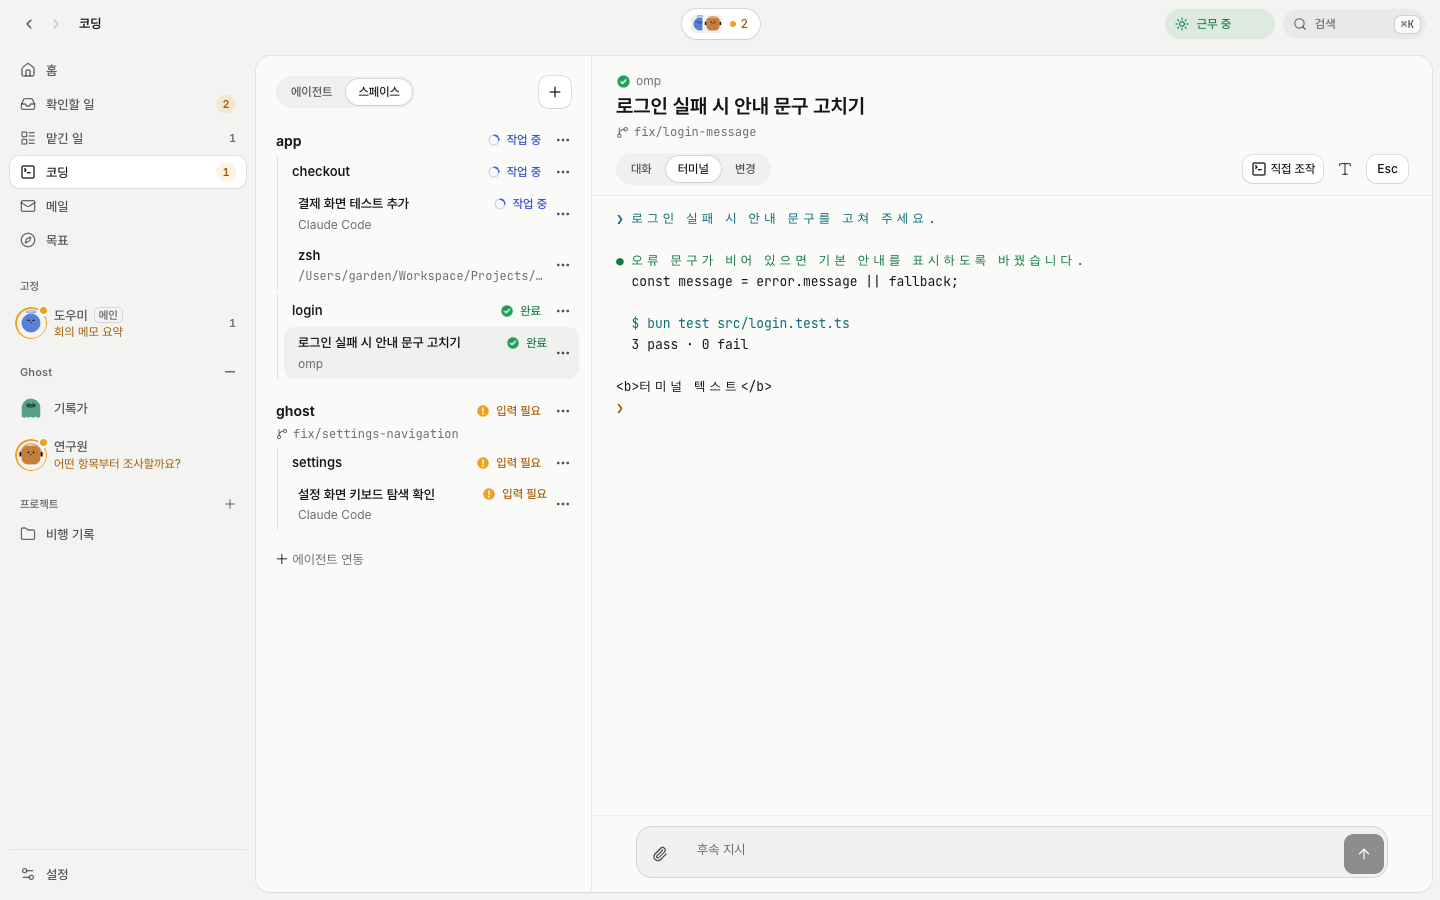 코딩
2
근무 중
검색
⌘K
홈
확인할 일
2
맡긴 일
1
코딩
1
메일
목표
고정
도우미
메인
회의 메모 요약
1
Ghost
기록가
연구원
어떤 항목부터 조사할까요?
프로젝트
비행 기록
설정
에이전트
스페이스
app
작업 중
checkout
작업 중
결제 화면 테스트 추가
작업 중
Claude Code
zsh
/Users/garden/Workspace/Projects/…
login
완료
로그인 실패 시 안내 문구 고치기
완료
omp
ghost
입력 필요
fix/settings-navigation
settings
입력 필요
설정 화면 키보드 탐색 확인
입력 필요
Claude Code
에이전트 연동
omp
로그인 실패 시 안내 문구 고치기
fix/login-message
대화
터미널
변경
직접 조작
Esc
❯ 로그인 실패 시 안내 문구를 고쳐 주세요.
● 오류 문구가 비어 있으면 기본 안내를 표시하도록 바꿨습니다.
const message = error.message || fallback;
$ bun test src/login.test.ts
3 pass · 0 fail
<b>터미널 텍스트</b>
❯
후속 지시